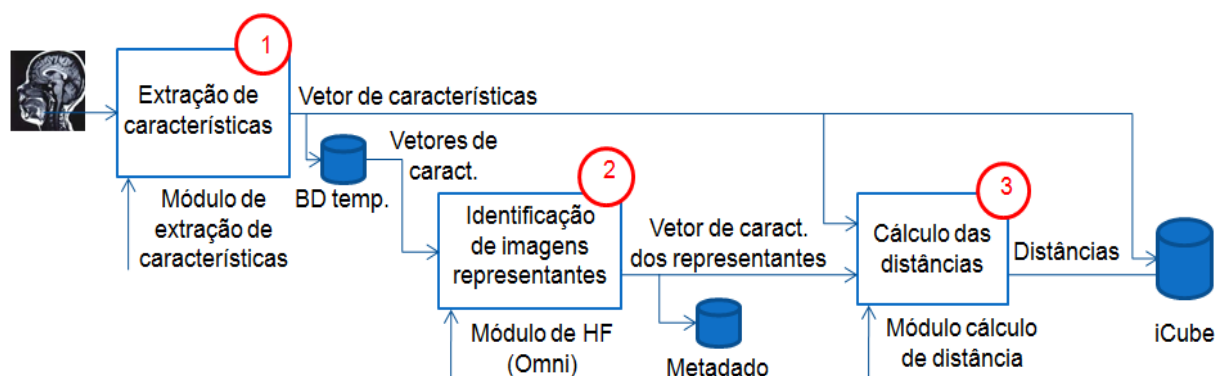 1
Extração de
características
Vetor de características
Vetores de
caract.
BD temp.
Módulo de
extração de
características
2
Identificação
de imagens
representantes
Vetor de caract.
dos representantes
Módulo de HF
(Omni)
Metadado
3
Cálculo das
distâncias
Distâncias
Módulo cálculo
de distância
iCube